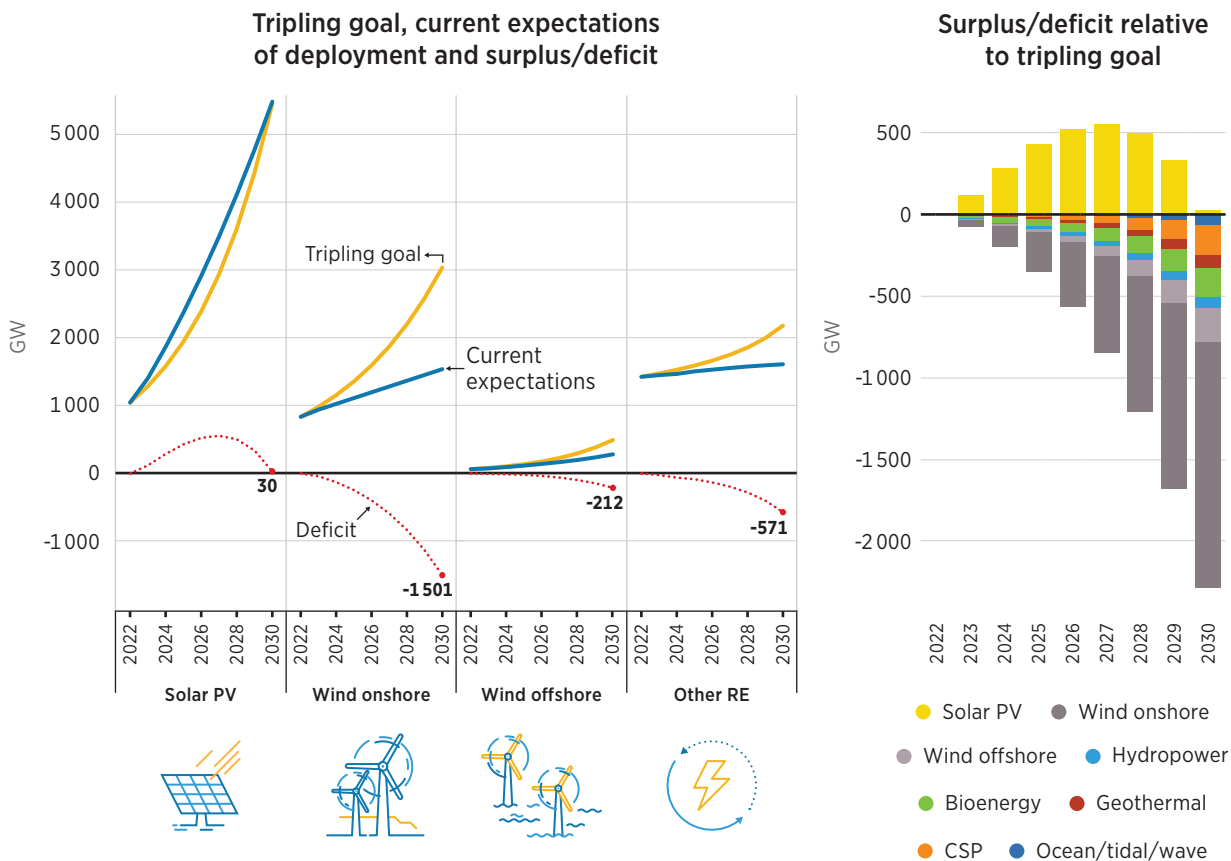 Tripling goal, current expectations
of deployment and surplus/deficit
GW
5 000
4 000
3 000
2 000
1 000
0
-1 000
Tripling goal
Current
expectations
Deficit
30
-1 501
-212
-571
2022
2024
2026
2028
2030
2022
2024
2026
2028
2030
2022
2024
2026
2028
2030
2022
2024
2026
2028
2030
Solar PV
Wind onshore
Wind offshore
Other RE
Surplus/deficit relative
to tripling goal
GW
500
0
-500
-1 000
-1 500
-2 000
2022
2023
2024
2025
2026
2027
2028
2029
2030
Solar PV
Wind onshore
Wind offshore
Hydropower
Bioenergy
Geothermal
CSP
Ocean/tidal/wave